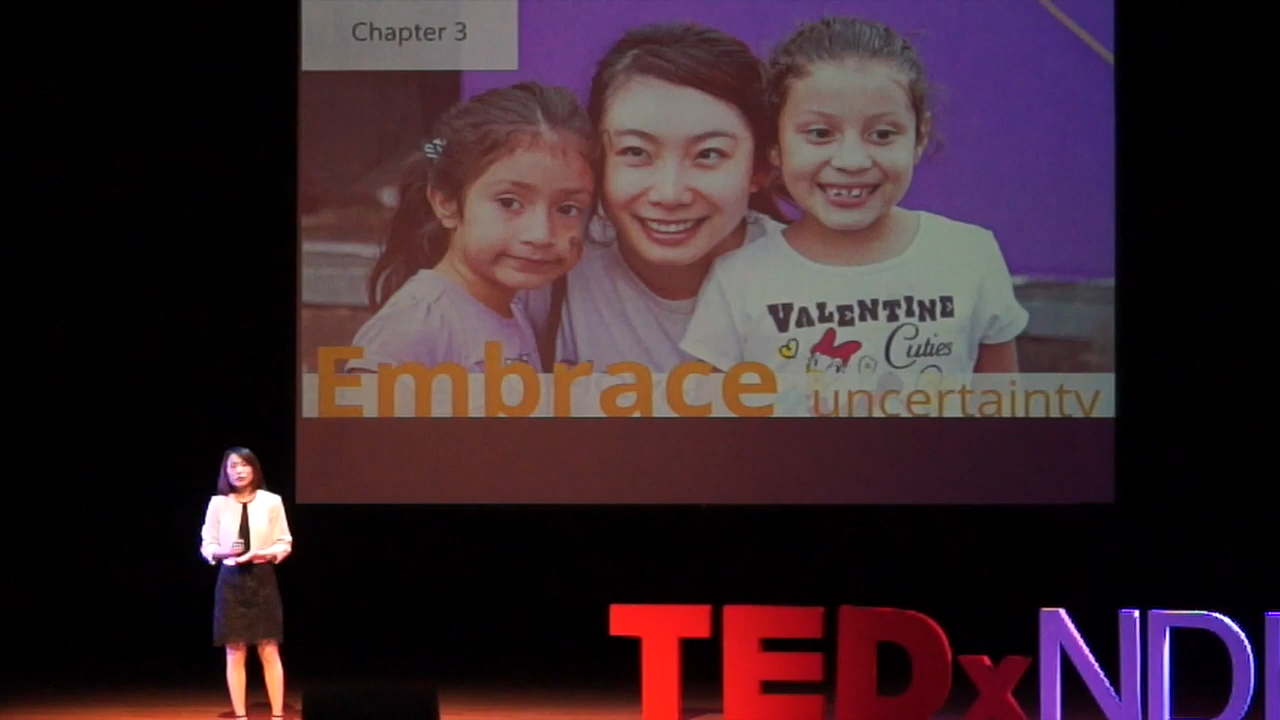 Chapter 3
VALENTINE
Cuties
Embrace uncertainty
TEDxND